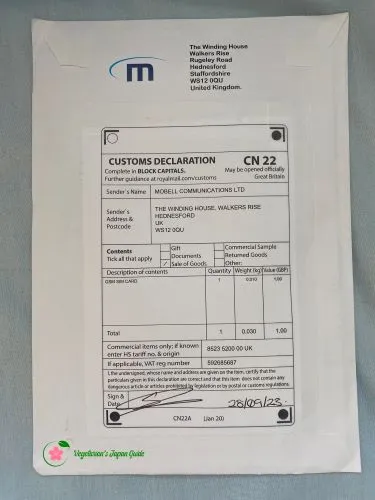 The Winding House
Walkers Rise
Rugeley Road
Hednesford
Staffordshire
WS12 0QU
United Kingdom.
m
CUSTOMS DECLARATION CN 22
Complete in BLOCK CAPITALS. May be opened officially
Further guidance at royalmail.com/customs Great Britain
Sender's Name MOBELL COMMUNICATIONS LTD
Sender's Address & Postcode
THE WINDING HOUSE, WALKERS RISE
HEDNESFORD
UK
WS12 0QU
Contents
Tick all that apply
Gift
Documents
✓ Sale of Goods
Commercial Sample
Returned Goods
Other:
Description of contents Quantity Weight (kg) Value (GBP)
GSM SIM CARD 1 0.010 1.00
Total 1 0.030 1.00
Commercial items only; if known 8523 5200 00 UK
enter HS tariff no. & origin
If applicable, VAT reg number 592685687
I, the undersigned, whose name and address are given on the item, certify that the
particulars given in this declaration are correct and that this item does not contain any
dangerous article or articles prohibited by legislation or by postal or customs regulations
Sign &
Date 28/09/23.
CN22A (Jan 20)
Vegetarian's Japan Guide